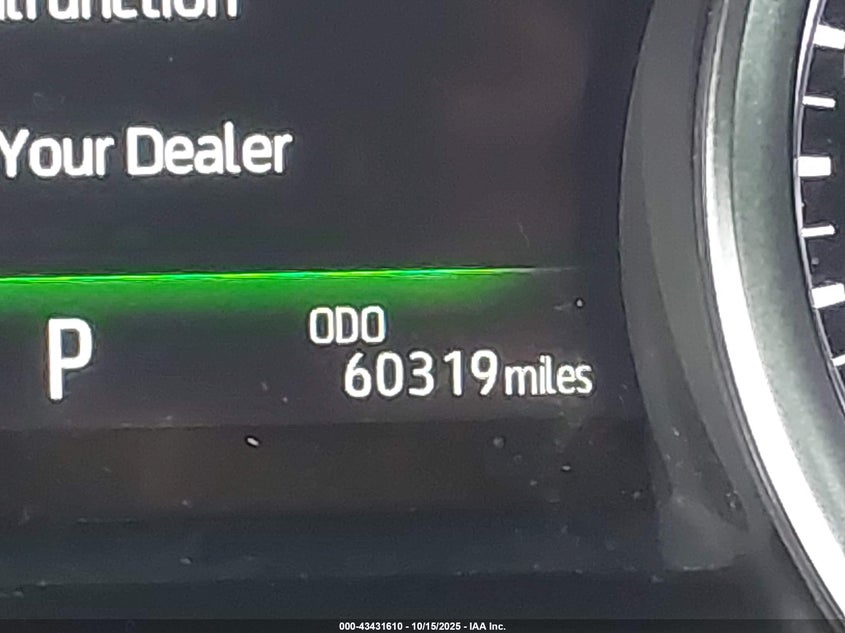 Your Dealer
P
ODO
60319 miles
000-43431610 - 10/15/2025 - IAA Inc.